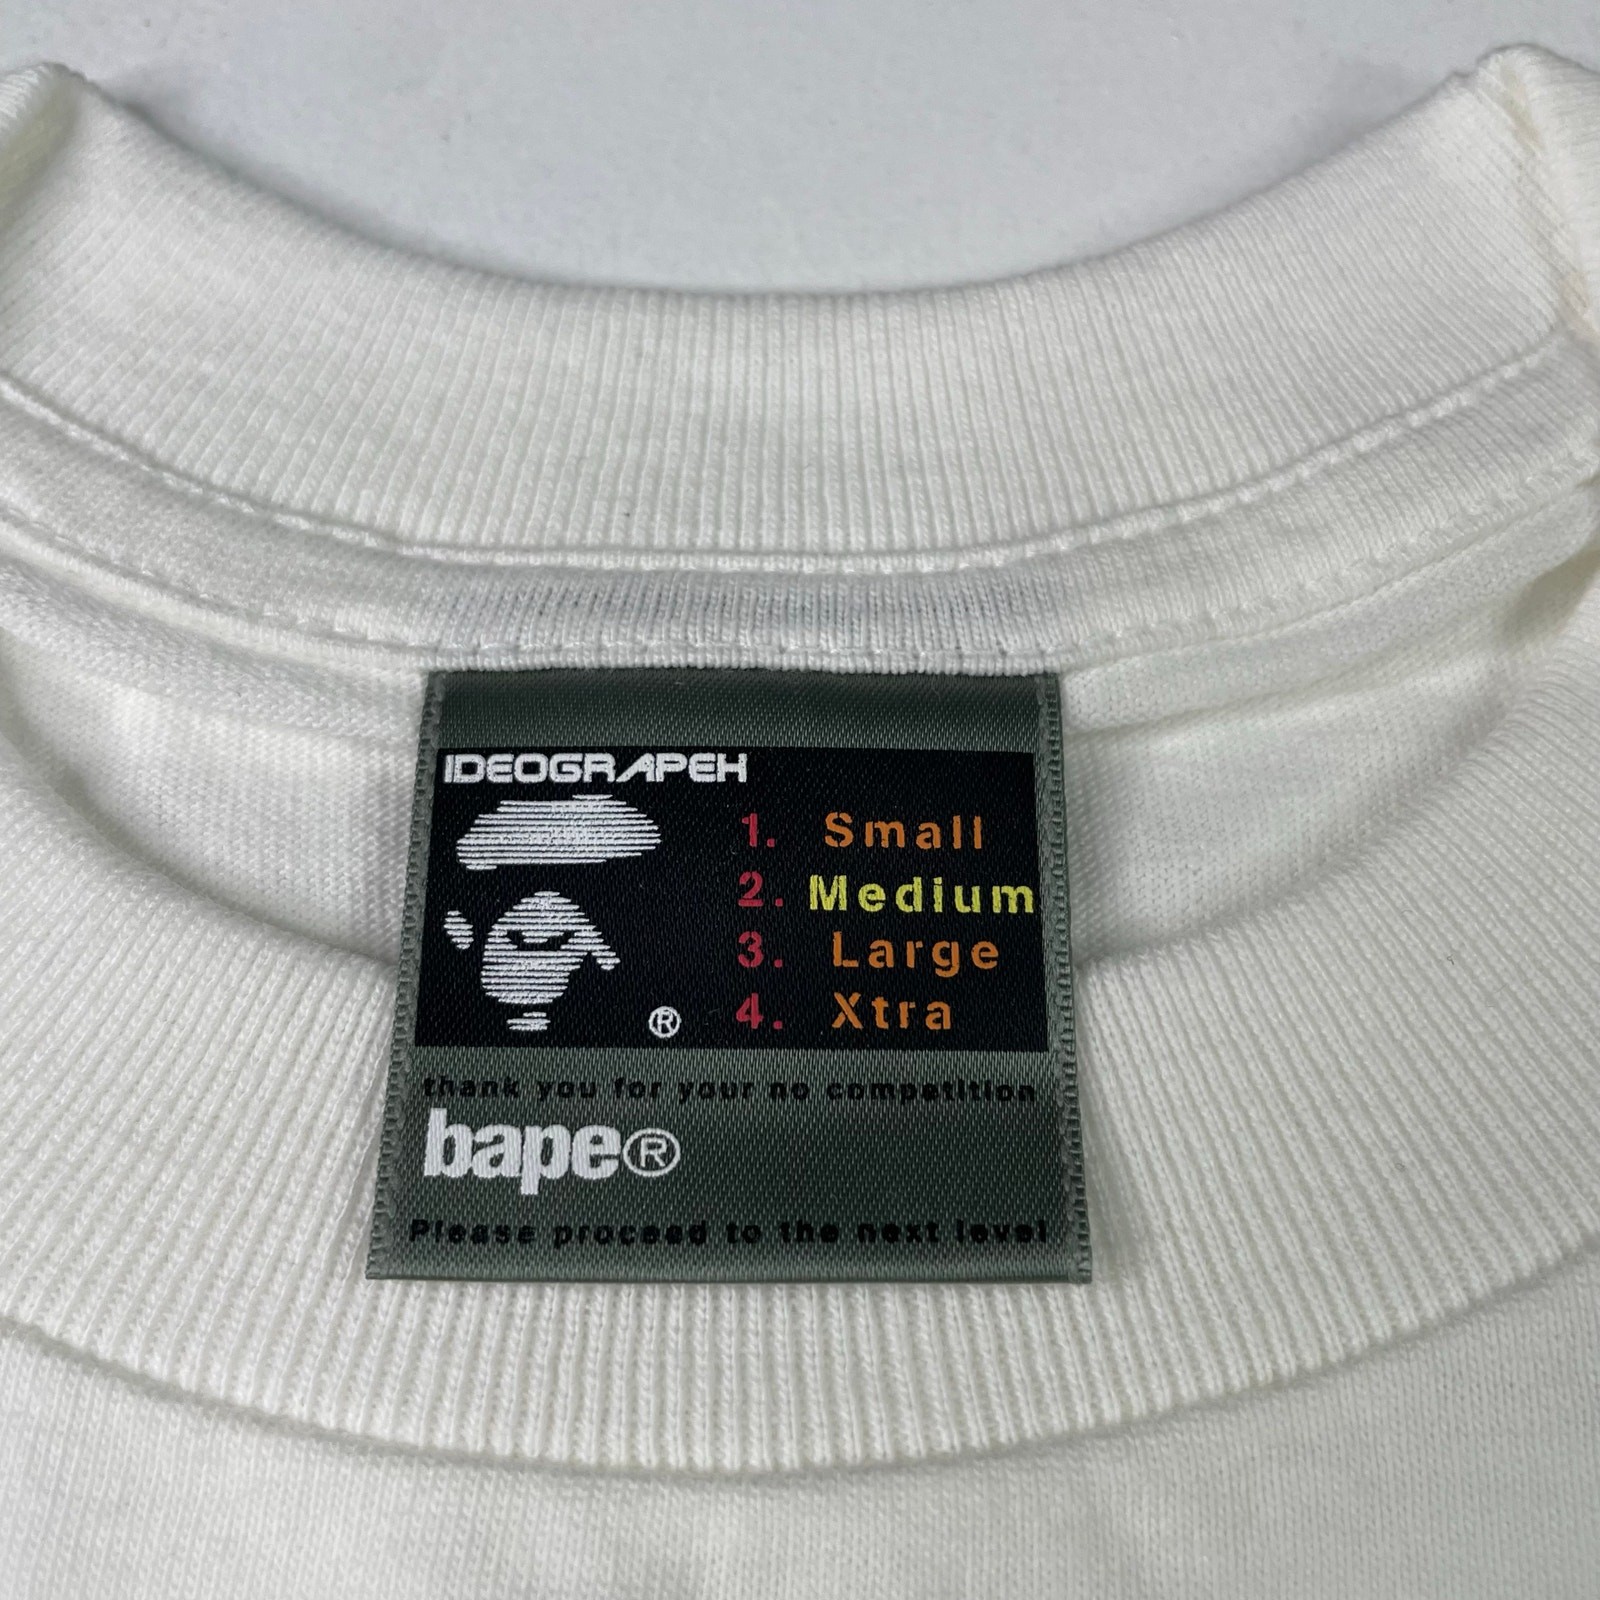 IDEOGRAPEH
1. Small
2. Medium
3. Large
4. Xtra
®
thank you for your no competition
bape®
Please proceed to the next level